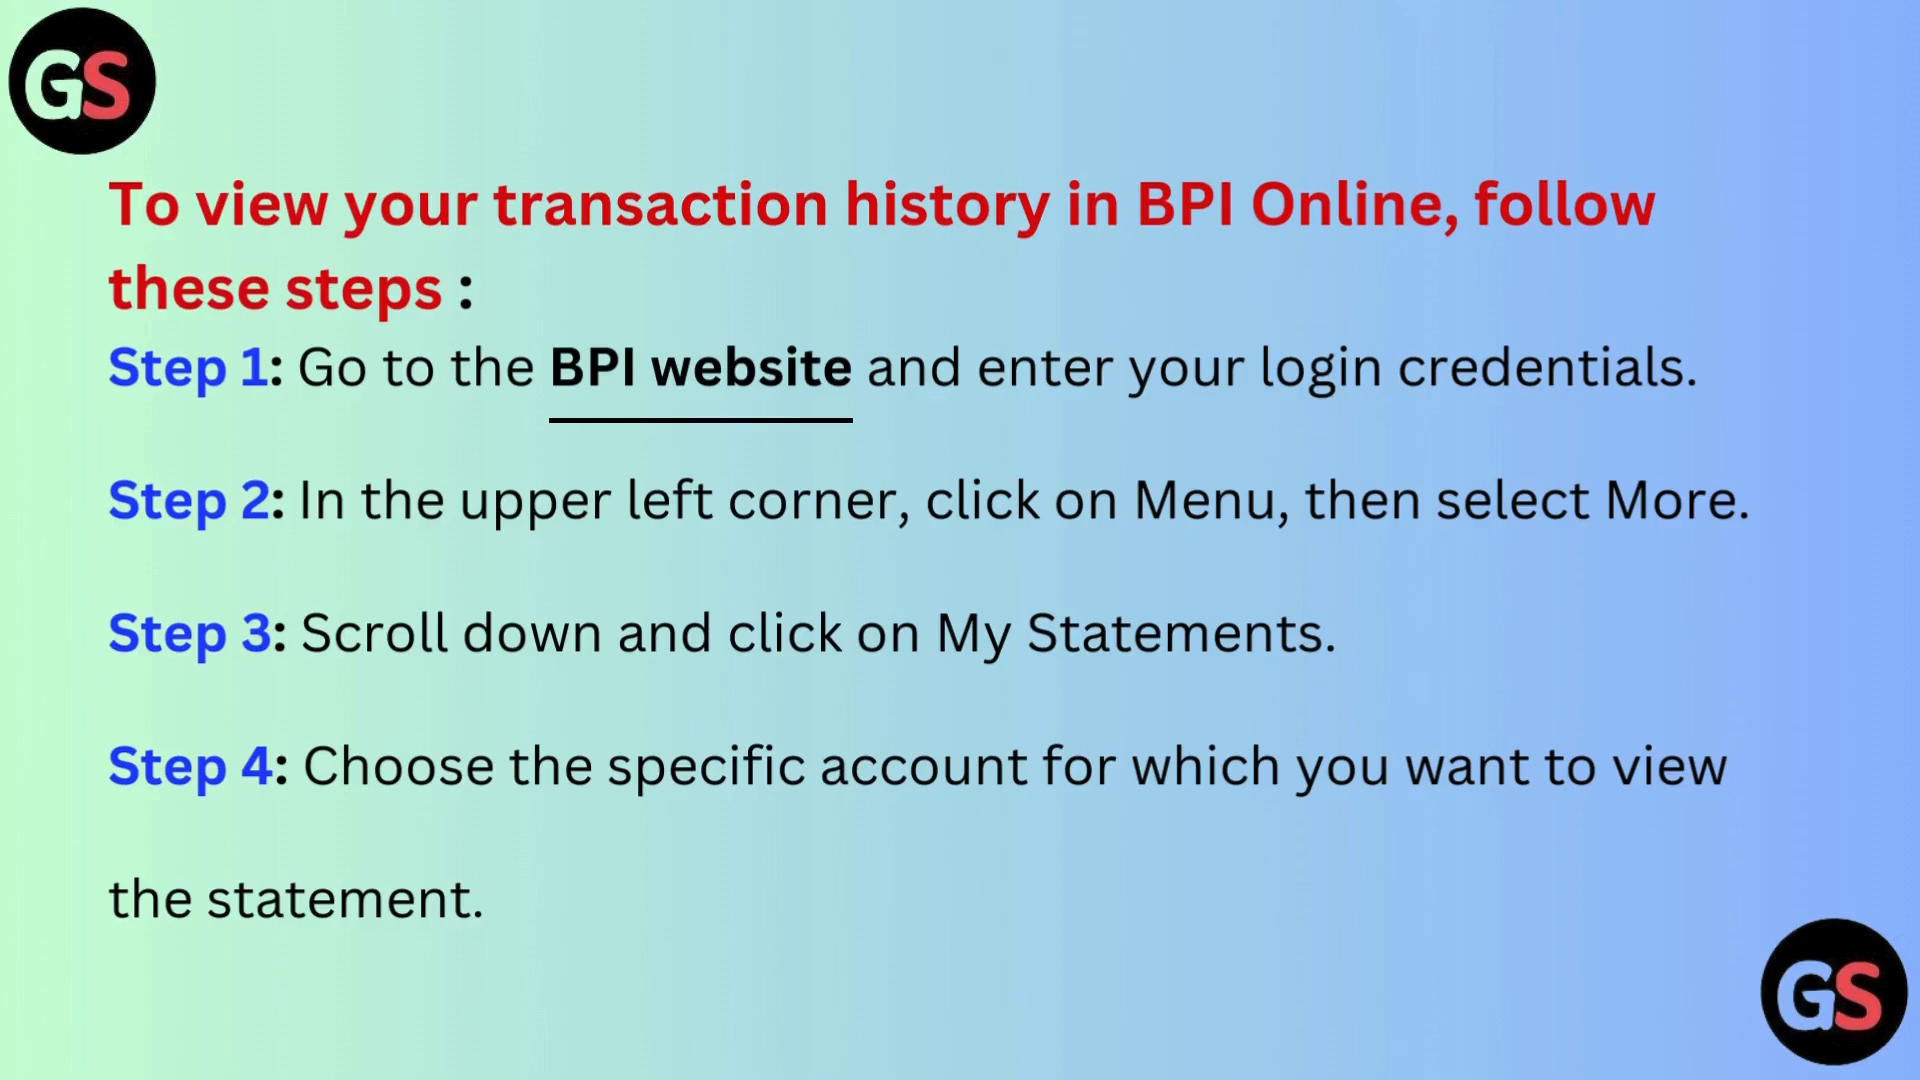 GS
To view your transaction history in BPI Online, follow
these steps :
Step 1: Go to the BPI website and enter your login credentials.
Step 2: In the upper left corner, click on Menu, then select More.
Step 3: Scroll down and click on My Statements.
Step 4: Choose the specific account for which you want to view
the statement.
GS